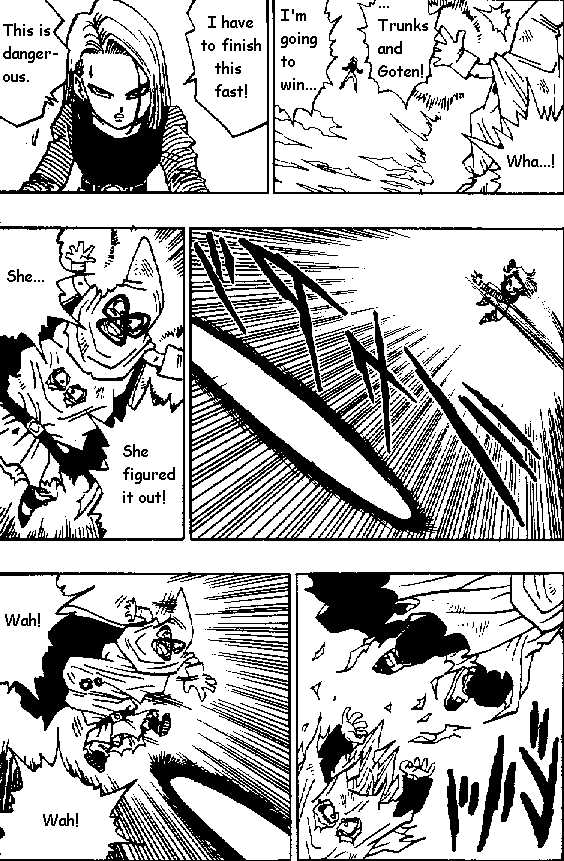 This is
danger-
ous.
I have
to finish
this
fast!
I'm
going
to
win...
...
Trunks
and
Goten!
Wha...!
She...
She
figured
it out!
Wah!
Wah!